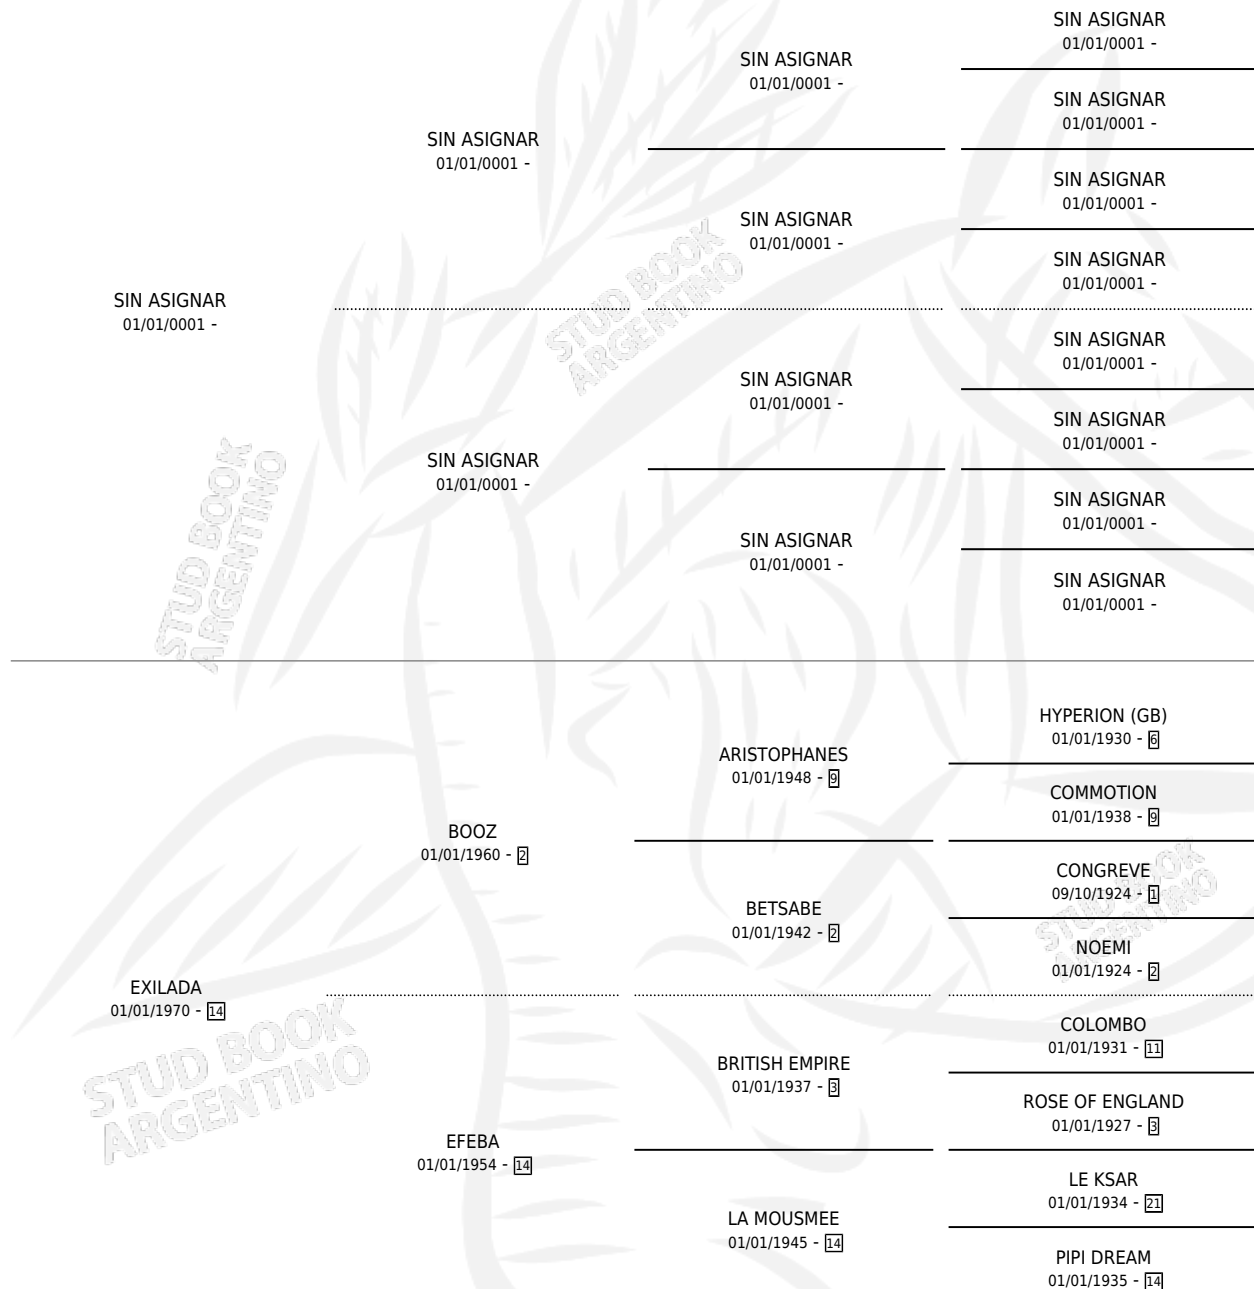 SIN ASIGNAR
01/01/0001 -
SIN ASIGNAR
01/01/0001 -
SIN ASIGNAR
01/01/0001 -
SIN ASIGNAR
01/01/0001 -
SIN ASIGNAR
01/01/0001 -
SIN ASIGNAR
01/01/0001 -
SIN ASIGNAR
01/01/0001 -
STUD BOOK
ARGENTINO
SIN ASIGNAR
01/01/0001 -
SIN ASIGNAR
01/01/0001 -
SIN ASIGNAR
01/01/0001 -
SIN ASIGNAR
01/01/0001 -
SIN ASIGNAR
01/01/0001 -
SIN ASIGNAR
01/01/0001 -
STUD BOOK
ARGENTINO
SIN ASIGNAR
01/01/0001 -
SIN ASIGNAR
01/01/0001 -
HYPERION (GB)
01/01/1930 - 6
ARISTOPHANES
01/01/1948 - 9
COMMOTION
01/01/1938 - 9
BOOZ
01/01/1960 - 2
CONGREVE
09/10/1924 - 1
BETSABE
01/01/1942 - 2
STUD BOOK
ARGENTINO
NOEMI
01/01/1924 - 2
EXILADA
01/01/1970 - 14
COLOMBO
01/01/1931 - 11
BRITISH EMPIRE
01/01/1937 - 3
STUD BOOK
ARGENTINO
ROSE OF ENGLAND
01/01/1927 - 3
EFEBA
01/01/1954 - 14
LE KSAR
01/01/1934 - 21
LA MOUSMEE
01/01/1945 - 14
PIPI DREAM
01/01/1935 - 14